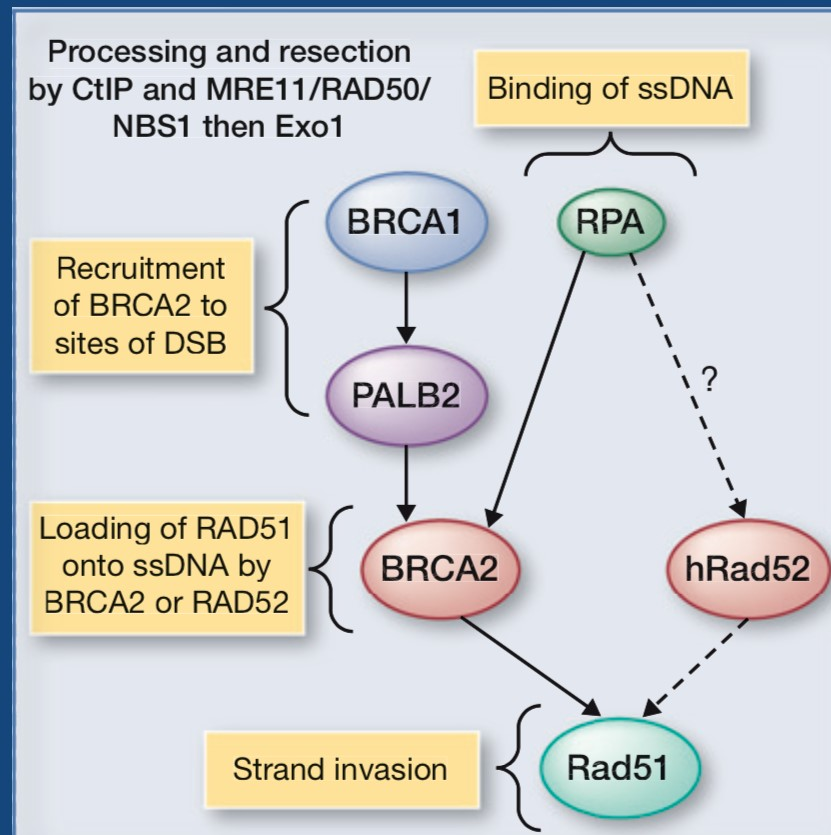 Processing and resection
by CtIP and MRE11/RAD50/
NBS1 then Exo1
Binding of ssDNA
BRCA1
RPA
Recruitment
of BRCA2 to
sites of DSB
PALB2
?
Loading of RAD51
onto ssDNA by
BRCA2 or RAD52
BRCA2
hRad52
Strand invasion
Rad51